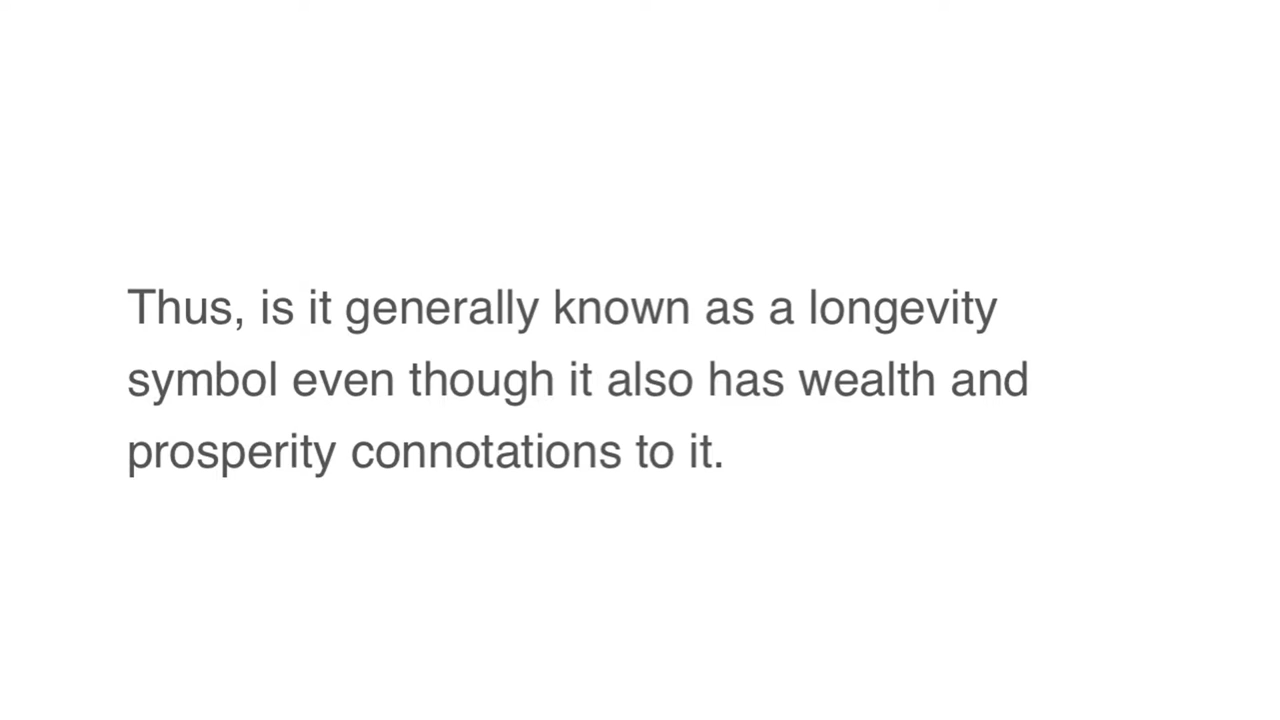 Thus, is it generally known as a longevity
symbol even though it also has wealth and
prosperity connotations to it.